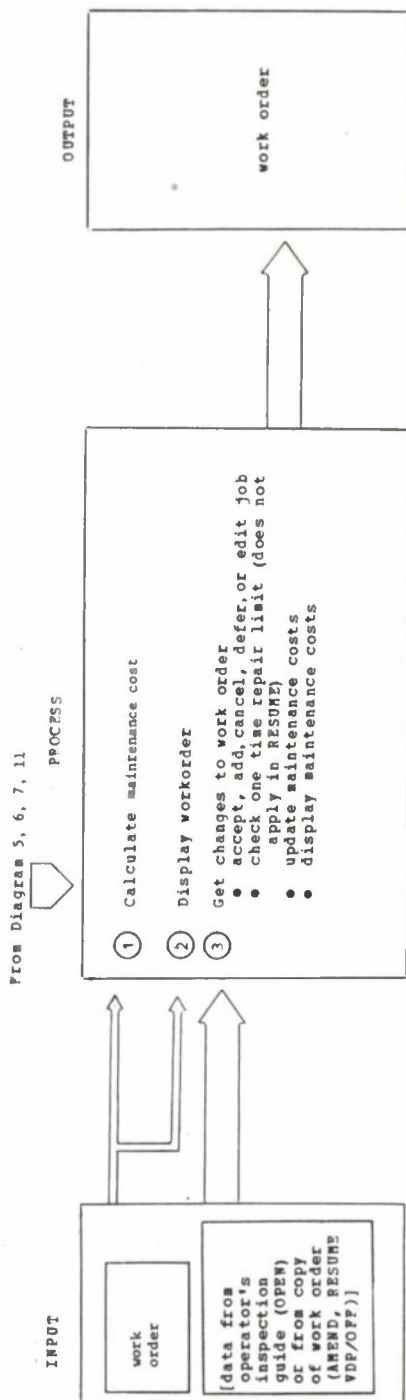 From Diagram 5, 6, 7, 11
INPUT
PROCESS
OUTPUT
work
order
[data from
operator's
inspection
guide (OPEN)
or from copy
of work order
(AMEND, RESUME
VDP/OFF)]
1 Calculate mainrenance cost
2 Display workorder
3 Get changes to work order
• accept, add, cancel, defer, or edit job
• check one time repair limit (does not
apply in RESUME)
• update maintenance costs
• display maintenance costs
work order